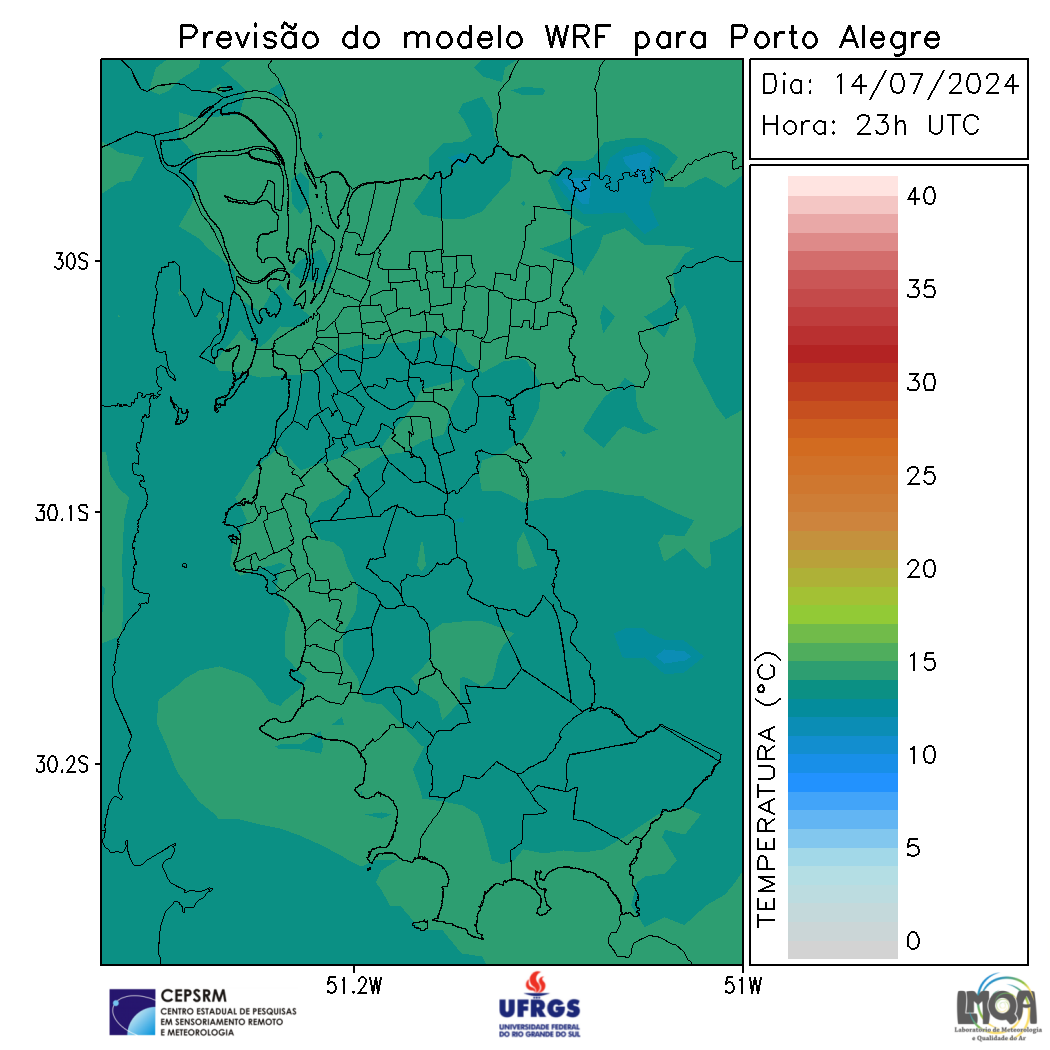 Previsão do modelo WRF para Porto Alegre
Dia: 14/07/2024
Hora: 23h UTC
40
35
30
25
20
15
10
5
0
TEMPERATURA (°C)
30S
30.1S
30.2S
51.2W
51W
CEPSRM
CENTRO ESTADUAL DE PESQUISAS
EM SENSORIAMENTO REMOTO
E METEOROLOGIA
UFRGS
UNIVERSIDADE FEDERAL
DO RIO GRANDE DO SUL
LMQA
Laboratório de Meteorologia
e Qualidade do Ar